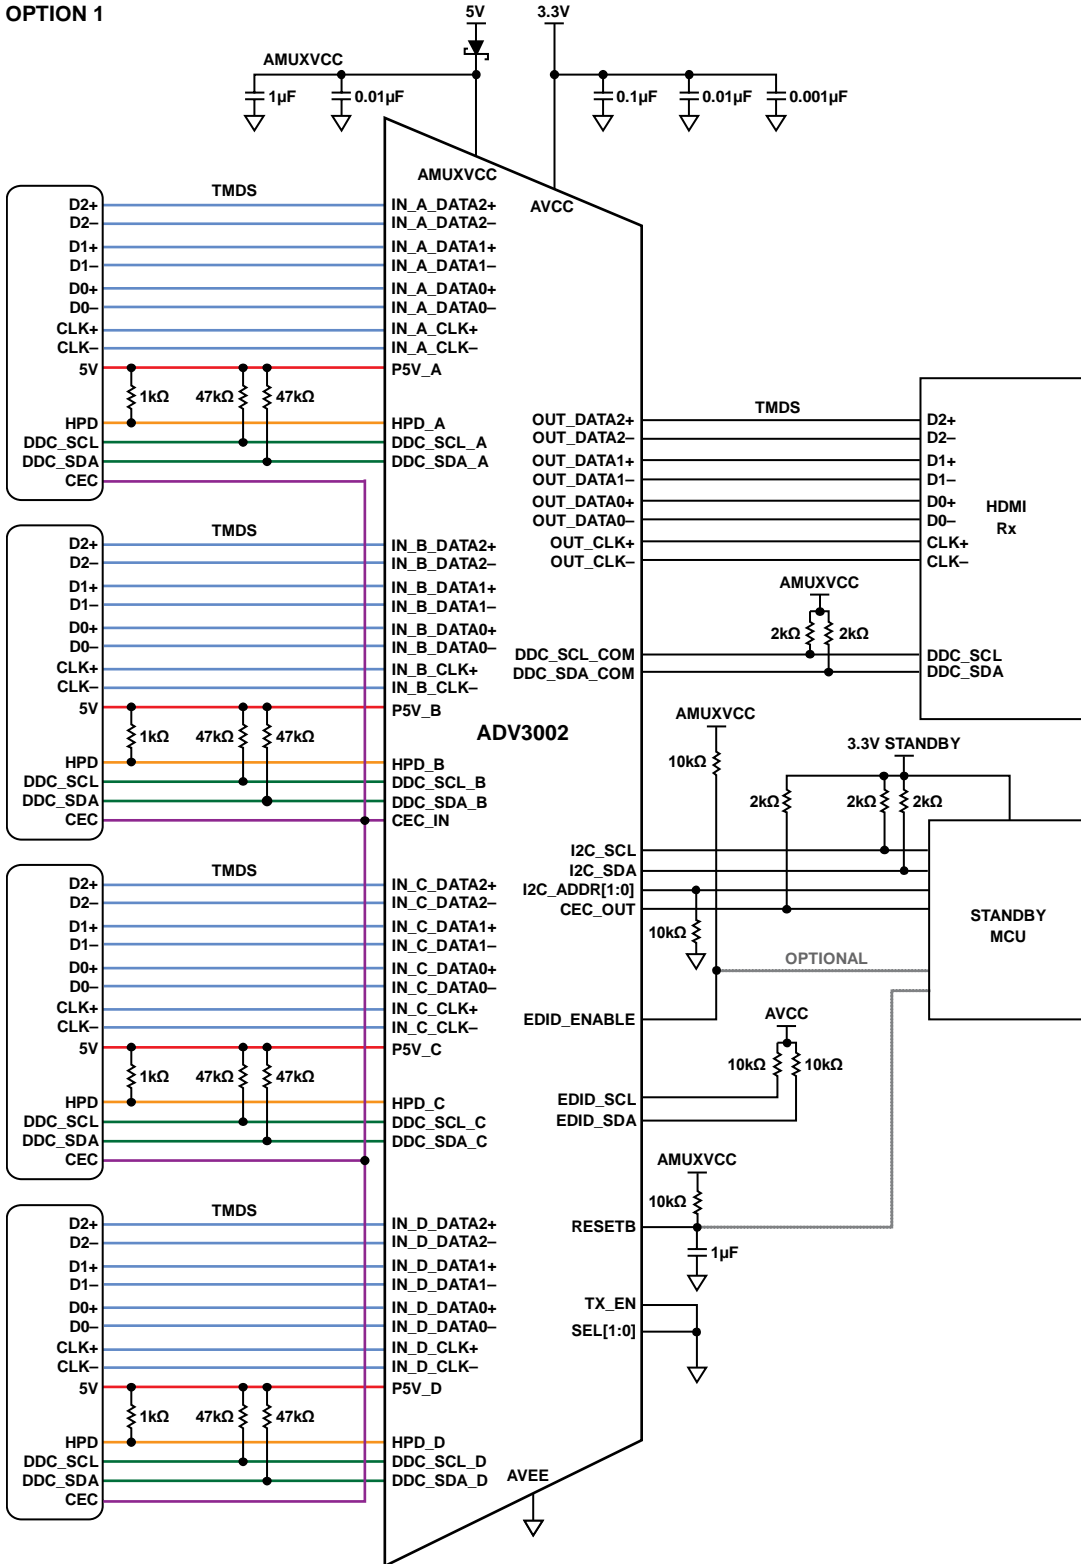 OPTION 1
5V 3.3V
AMUXVCC
1µF 0.01µF 0.1µF 0.01µF 0.001µF
AMUXVCC
AVCC
TMDS
D2+ IN_A_DATA2+
D2– IN_A_DATA2–
D1+ IN_A_DATA1+
D1– IN_A_DATA1–
D0+ IN_A_DATA0+
D0– IN_A_DATA0–
CLK+ IN_A_CLK+
CLK– IN_A_CLK–
5V P5V_A
1kΩ 47kΩ 47kΩ
HPD HPD_A
DDC_SCL DDC_SCL_A
DDC_SDA DDC_SDA_A
CEC
TMDS
D2+ IN_B_DATA2+
D2– IN_B_DATA2–
D1+ IN_B_DATA1+
D1– IN_B_DATA1–
D0+ IN_B_DATA0+
D0– IN_B_DATA0–
CLK+ IN_B_CLK+
CLK– IN_B_CLK–
5V P5V_B
1kΩ 47kΩ 47kΩ
HPD HPD_B
DDC_SCL DDC_SCL_B
DDC_SDA DDC_SDA_B
CEC CEC_IN
TMDS
D2+ IN_C_DATA2+
D2– IN_C_DATA2–
D1+ IN_C_DATA1+
D1– IN_C_DATA1–
D0+ IN_C_DATA0+
D0– IN_C_DATA0–
CLK+ IN_C_CLK+
CLK– IN_C_CLK–
5V P5V_C
1kΩ 47kΩ 47kΩ
HPD HPD_C
DDC_SCL DDC_SCL_C
DDC_SDA DDC_SDA_C
CEC
TMDS
D2+ IN_D_DATA2+
D2– IN_D_DATA2–
D1+ IN_D_DATA1+
D1– IN_D_DATA1–
D0+ IN_D_DATA0+
D0– IN_D_DATA0–
CLK+ IN_D_CLK+
CLK– IN_D_CLK–
5V P5V_D
1kΩ 47kΩ 47kΩ
HPD HPD_D
DDC_SCL DDC_SCL_D
DDC_SDA DDC_SDA_D
CEC
ADV3002
AVEE
TMDS
OUT_DATA2+ D2+
OUT_DATA2– D2–
OUT_DATA1+ D1+
OUT_DATA1– D1–
OUT_DATA0+ D0+
OUT_DATA0– D0–
OUT_CLK+ CLK+
OUT_CLK– CLK–
HDMI
Rx
AMUXVCC
2kΩ 2kΩ
DDC_SCL_COM DDC_SCL
DDC_SDA_COM DDC_SDA
AMUXVCC
10kΩ
3.3V STANDBY
2kΩ 2kΩ 2kΩ
I2C_SCL
I2C_SDA
I2C_ADDR[1:0]
CEC_OUT
10kΩ
STANDBY
MCU
OPTIONAL
EDID_ENABLE
AVCC
10kΩ 10kΩ
EDID_SCL
EDID_SDA
AMUXVCC
10kΩ
RESETB
1µF
TX_EN
SEL[1:0]